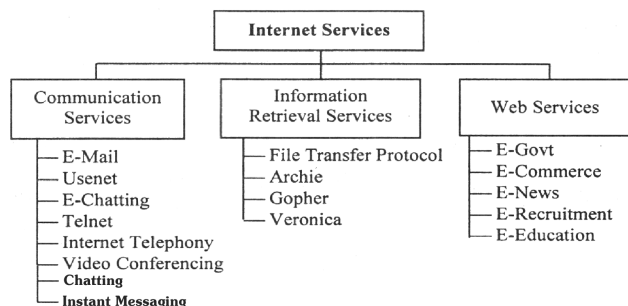 Internet Services
Communication
Services
E-Mail
Usenet
E-Chatting
Telnet
Internet Telephony
Video Conferencing
Chatting
Instant Messaging
Information
Retrieval Services
File Transfer Protocol
Archie
Gopher
Veronica
Web Services
E-Govt
E-Commerce
E-News
E-Recruitment
E-Education